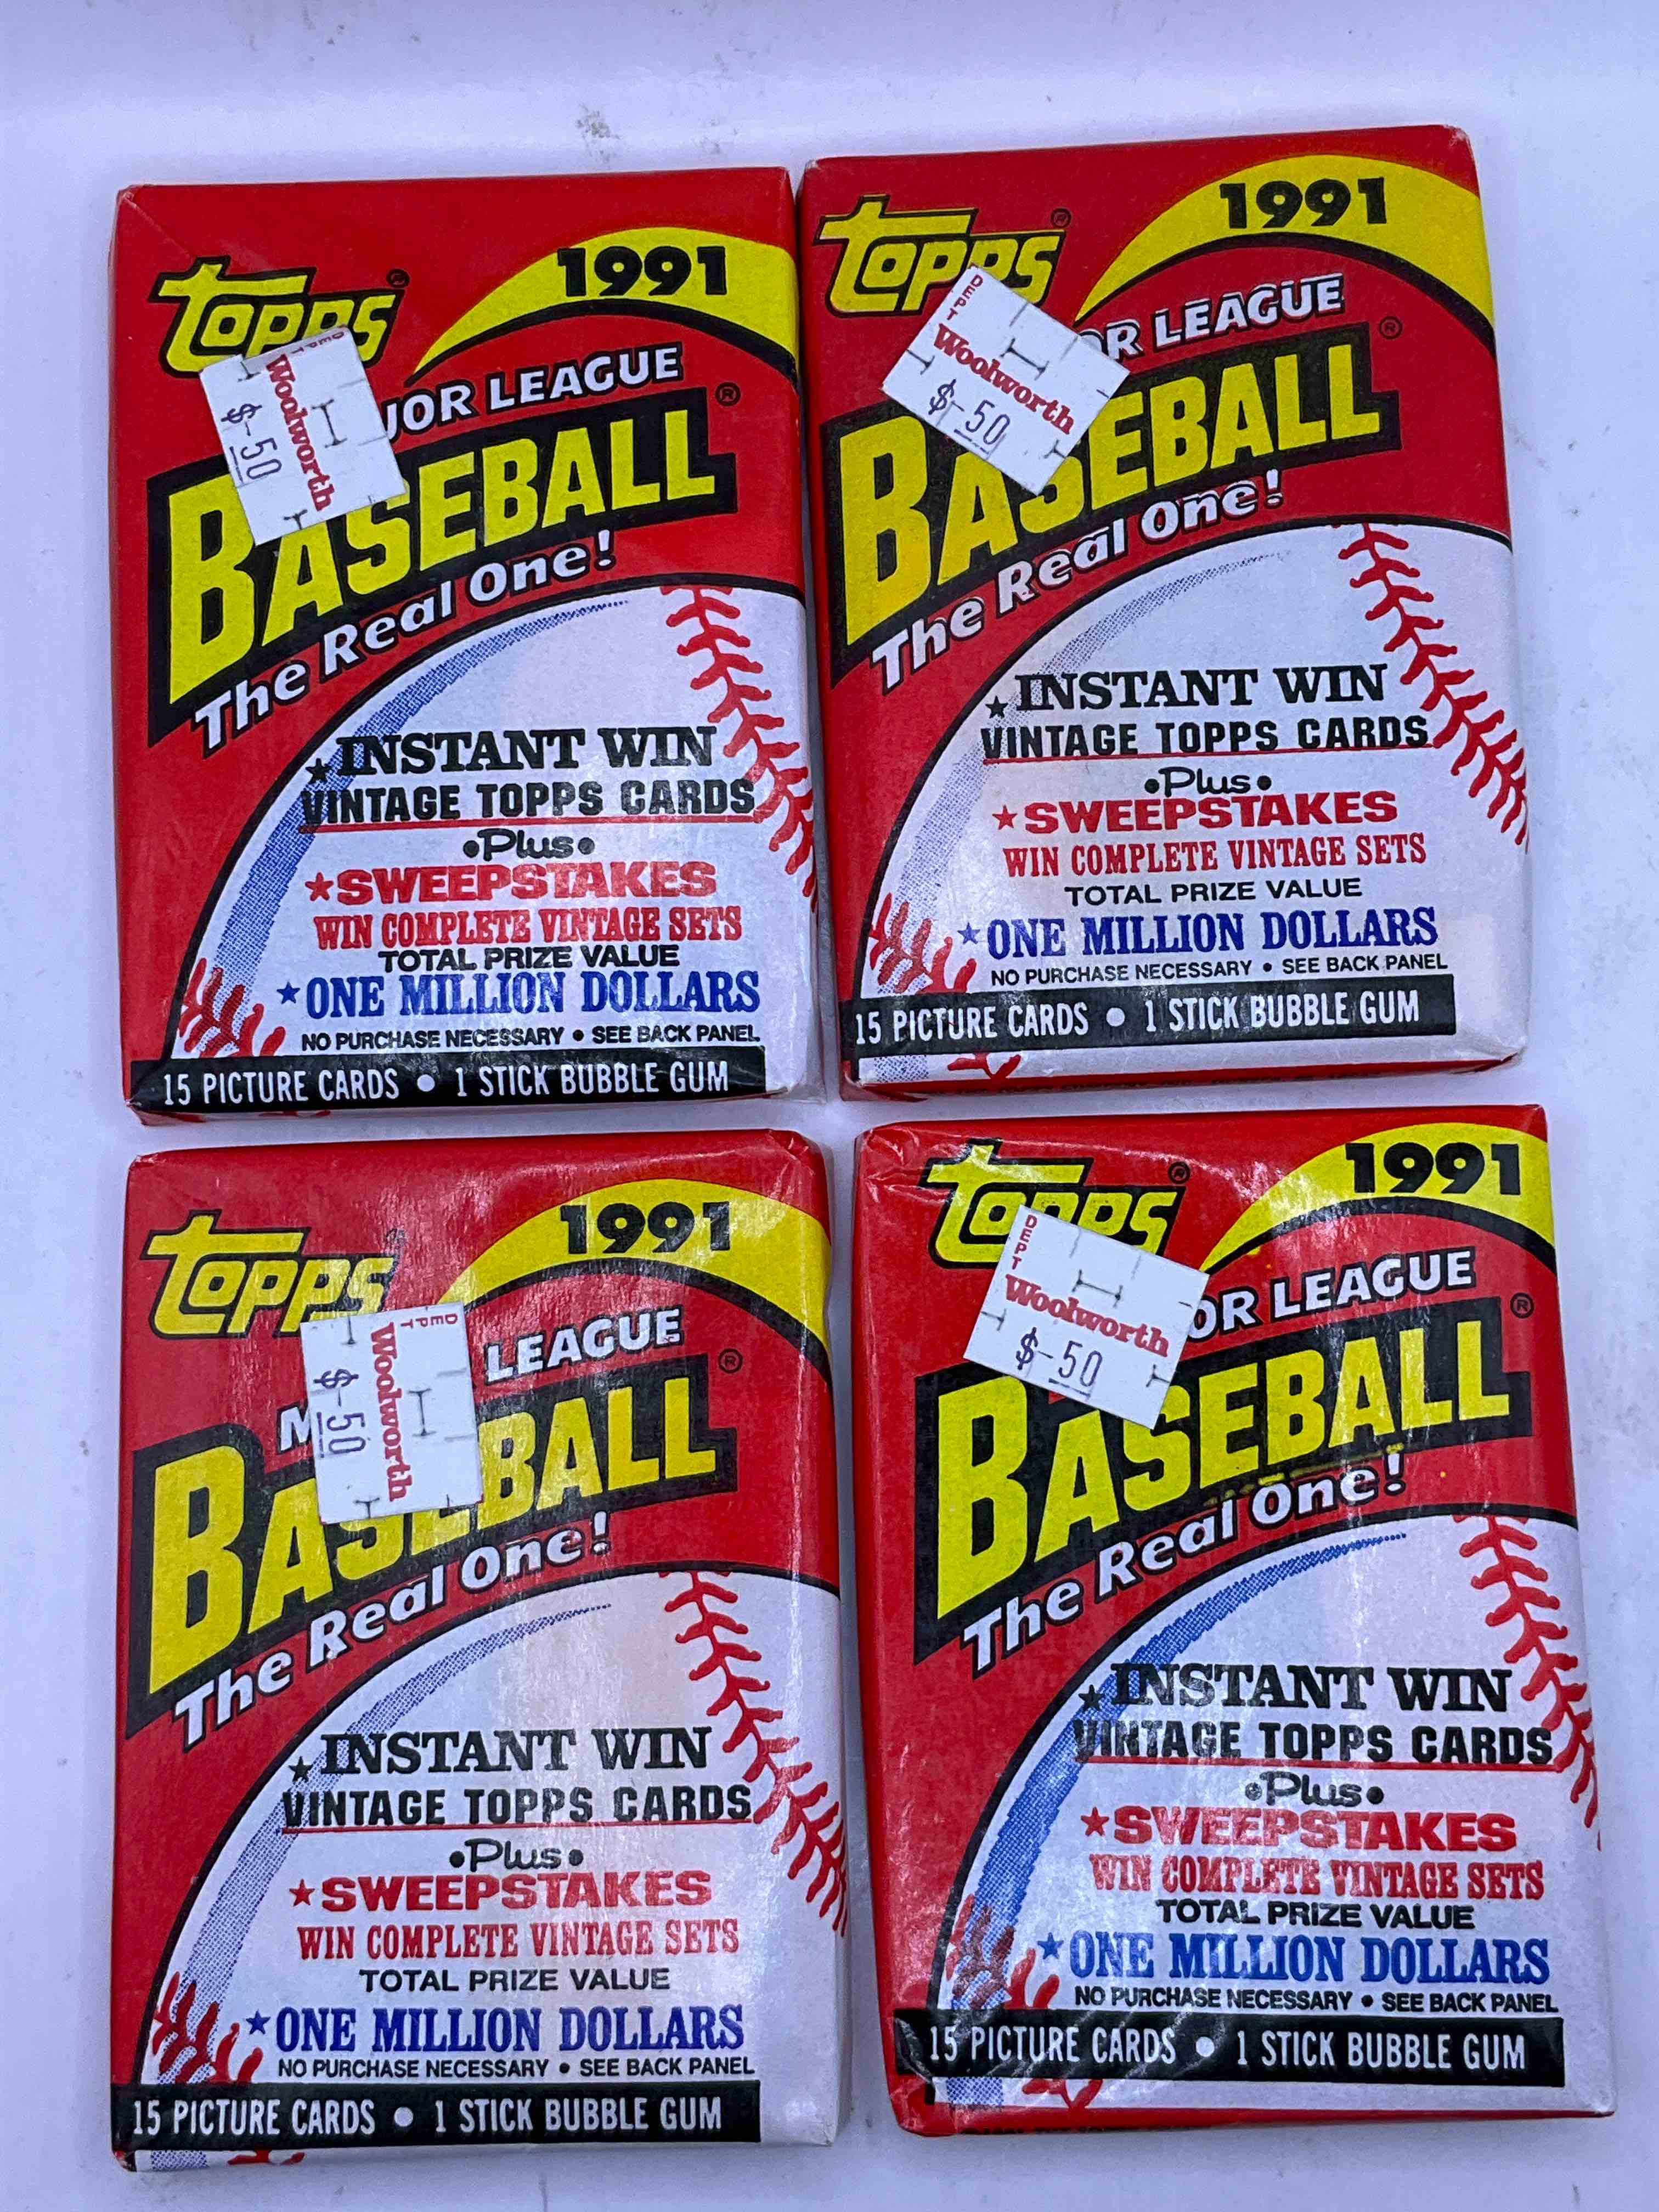 Topps®
1991
DEPT
Woolworth
$-.50
JOR LEAGUE
BASEBALL®
The Real One!
★INSTANT WIN
VINTAGE TOPPS CARDS
•Plus•
★SWEEPSTAKES
WIN COMPLETE VINTAGE SETS
TOTAL PRIZE VALUE
★ONE MILLION DOLLARS
NO PURCHASE NECESSARY • SEE BACK PANEL
15 PICTURE CARDS • 1 STICK BUBBLE GUM
Topps®
1991
DEPT
Woolworth
$-.50
OR LEAGUE
BASEBALL®
The Real One!
★INSTANT WIN
VINTAGE TOPPS CARDS
•Plus•
★SWEEPSTAKES
WIN COMPLETE VINTAGE SETS
TOTAL PRIZE VALUE
★ONE MILLION DOLLARS
NO PURCHASE NECESSARY • SEE BACK PANEL
15 PICTURE CARDS • 1 STICK BUBBLE GUM
Topps®
1991
DEPT
Woolworth
$-.50
M LEAGUE
BASEBALL®
The Real One!
★INSTANT WIN
VINTAGE TOPPS CARDS
•Plus•
★SWEEPSTAKES
WIN COMPLETE VINTAGE SETS
TOTAL PRIZE VALUE
★ONE MILLION DOLLARS
NO PURCHASE NECESSARY • SEE BACK PANEL
15 PICTURE CARDS • 1 STICK BUBBLE GUM
Topps®
1991
DEPT
Woolworth
$-.50
OR LEAGUE
BASEBALL®
The Real One!
★INSTANT WIN
VINTAGE TOPPS CARDS
•Plus•
★SWEEPSTAKES
WIN COMPLETE VINTAGE SETS
TOTAL PRIZE VALUE
★ONE MILLION DOLLARS
NO PURCHASE NECESSARY • SEE BACK PANEL
15 PICTURE CARDS • 1 STICK BUBBLE GUM